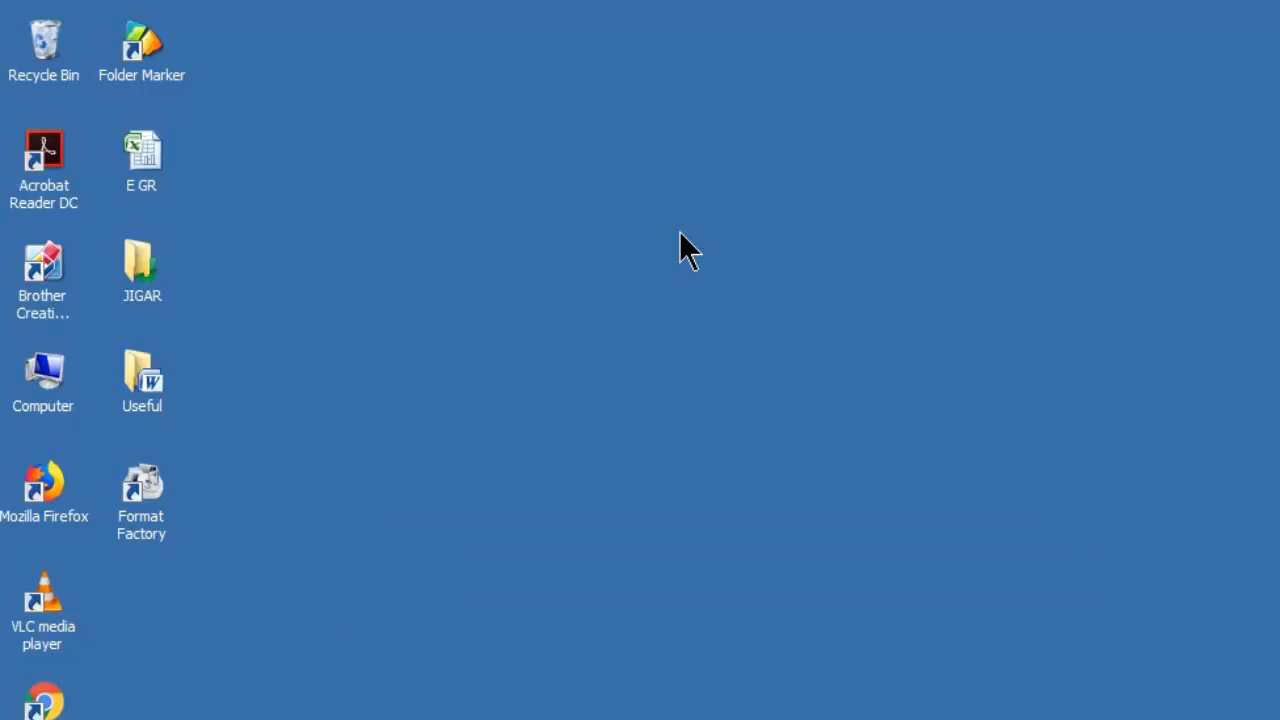 Recycle Bin
Folder Marker
Acrobat
Reader DC
E GR
Brother
Creati...
JIGAR
Computer
Useful
Mozilla Firefox
Format
Factory
VLC media
player